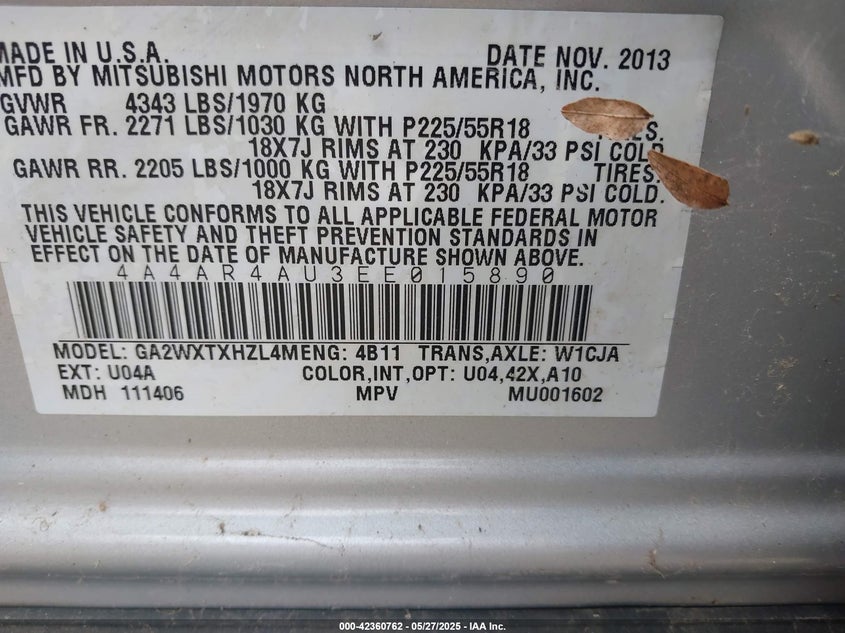 MADE IN U.S.A. DATE NOV. 2013
MFD BY MITSUBISHI MOTORS NORTH AMERICA, INC.
GVWR 4343 LBS/1970 KG
GAWR FR. 2271 LBS/1030 KG WITH P225/55R18
18X7J RIMS AT 230 KPA/33 PSI COLD
GAWR RR. 2205 LBS/1000 KG WITH P225/55R18 TIRES.
18X7J RIMS AT 230 KPA/33 PSI COLD.
THIS VEHICLE CONFORMS TO ALL APPLICABLE FEDERAL MOTOR
VEHICLE SAFETY AND THEFT PREVENTION STANDARDS IN
EFFECT ON THE DATE OF MANUFACTURE SHOWN ABOVE.
4A4AR4AU3EE015890
MODEL: GA2WXTXHZL4MENG: 4B11 TRANS,AXLE: W1CJA
EXT: U04A COLOR,INT,OPT: U04,42X,A10
MDH 111406 MPV MU001602
000-42360762 - 05/27/2025 - IAA Inc.